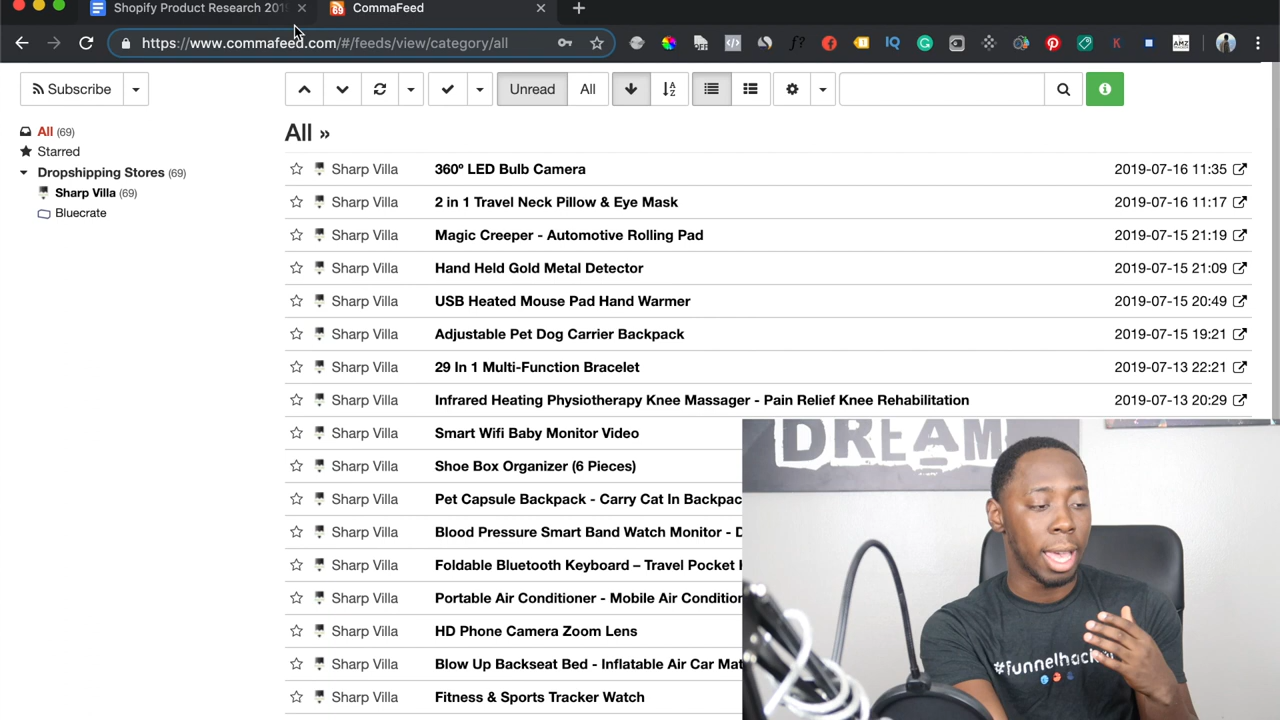 Shopify Product Research 201
CommaFeed
https://www.commafeed.com/#/feeds/view/category/all
Subscribe
Unread
All
All (69)
Starred
Dropshipping Stores (69)
Sharp Villa (69)
Bluecrate
All »
Sharp Villa 360º LED Bulb Camera 2019-07-16 11:35
Sharp Villa 2 in 1 Travel Neck Pillow & Eye Mask 2019-07-16 11:17
Sharp Villa Magic Creeper - Automotive Rolling Pad 2019-07-15 21:19
Sharp Villa Hand Held Gold Metal Detector 2019-07-15 21:09
Sharp Villa USB Heated Mouse Pad Hand Warmer 2019-07-15 20:49
Sharp Villa Adjustable Pet Dog Carrier Backpack 2019-07-15 19:21
Sharp Villa 29 In 1 Multi-Function Bracelet 2019-07-13 22:21
Sharp Villa Infrared Heating Physiotherapy Knee Massager - Pain Relief Knee Rehabilitation 2019-07-13 20:29
Sharp Villa Smart Wifi Baby Monitor Video
Sharp Villa Shoe Box Organizer (6 Pieces)
Sharp Villa Pet Capsule Backpack - Carry Cat In Backpac
Sharp Villa Blood Pressure Smart Band Watch Monitor - D
Sharp Villa Foldable Bluetooth Keyboard – Travel Pocket
Sharp Villa Portable Air Conditioner - Mobile Air Condition
Sharp Villa HD Phone Camera Zoom Lens
Sharp Villa Blow Up Backseat Bed - Inflatable Air Car Mat
Sharp Villa Fitness & Sports Tracker Watch
DREAM
#funnelhack